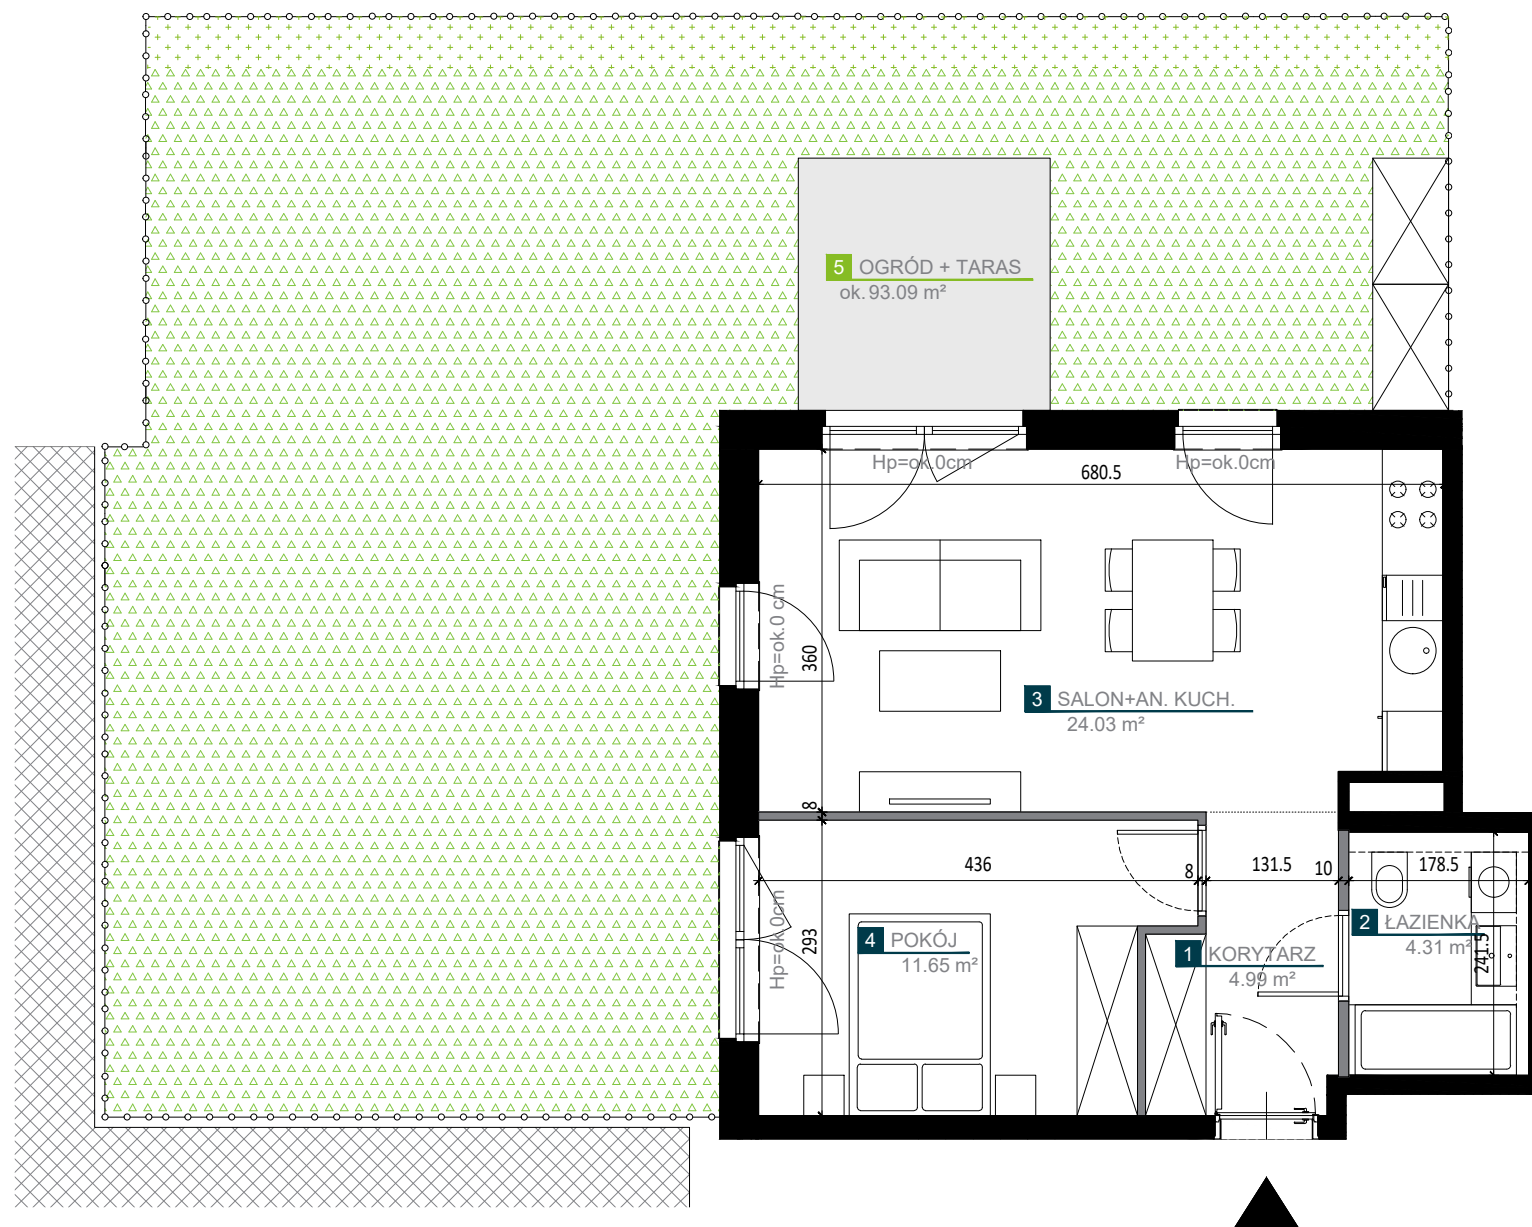 5 OGRÓD + TARAS
ok. 93.09 m²
Hp=ok.0cm
Hp=ok.0cm
680.5
Hp=ok.0 cm
360
3 SALON+AN. KUCH.
24.03 m²
8
436
8
131.5
10
178.5
Hp=ok.0cm
293
4 POKÓJ
11.65 m²
1 KORYTARZ
4.99 m²
2 ŁAZIENKA
4.31 m²
241.5